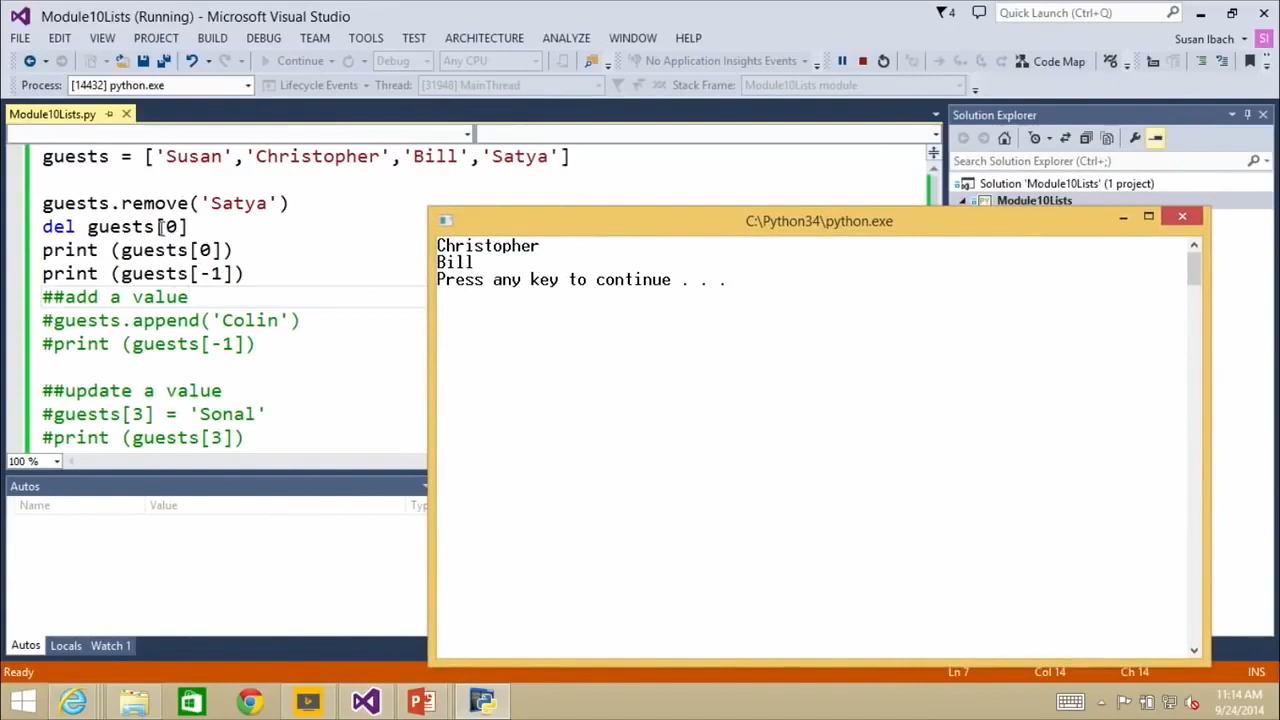 Module10Lists (Running) - Microsoft Visual Studio
4
Quick Launch (Ctrl+Q)
FILE EDIT VIEW PROJECT BUILD DEBUG TEAM TOOLS TEST ARCHITECTURE ANALYZE WINDOW HELP
Susan Ibach
SI
Continue
Debug
Any CPU
No Application Insights Events
Code Map
Process: [14432] python.exe
Lifecycle Events
Thread: [31948] MainThread
Stack Frame: Module10Lists module
Module10Lists.py
Solution Explorer
Search Solution Explorer (Ctrl+;)
Solution 'Module10Lists' (1 project)
Module10Lists
guests = ['Susan','Christopher','Bill','Satya']
guests.remove('Satya')
del guests[0]
print (guests[0])
print (guests[-1])
##add a value
#guests.append('Colin')
#print (guests[-1])
##update a value
#guests[3] = 'Sonal'
#print (guests[3])
100 %
C:\Python34\python.exe
Christopher
Bill
Press any key to continue . . .
Autos
Name Value Typ
Autos Locals Watch 1
Ready Ln 7 Col 14 Ch 14 INS
11:14 AM
9/24/2014